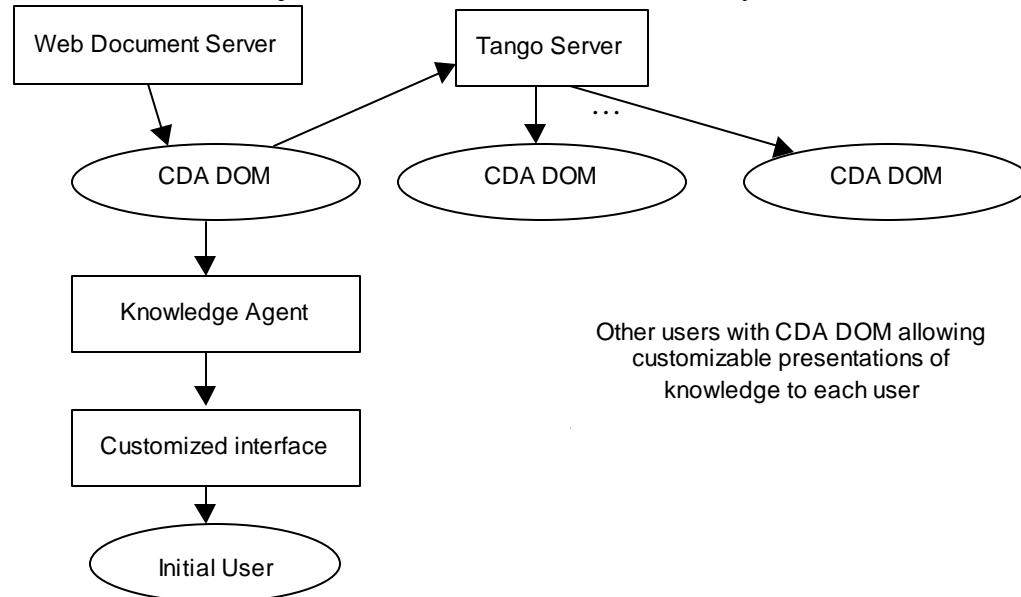 Web Document Server
Tango Server
…
CDA DOM
CDA DOM
CDA DOM
Knowledge Agent
Other users with CDA DOM allowing
customizable presentations of
knowledge to each user
Customized interface
Initial User